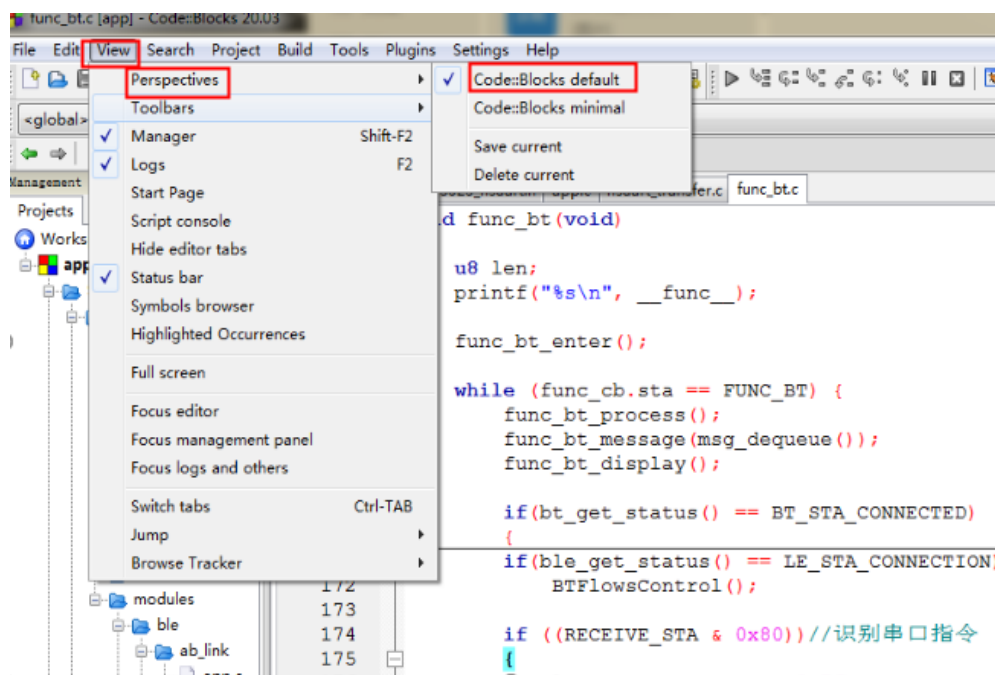 func_bt.c [app] - Code::Blocks 20.03
File Edit View Search Project Build Tools Plugins Settings Help
Perspectives
Code::Blocks default
Toolbars
Code::Blocks minimal
<global>
Manager Shift-F2
Save current
Logs F2
Delete current
Management
Start Page
func_bt.c
Projects
Script console
func_bt(void)
Works
Hide editor tabs
app
Status bar
u8 len;
Symbols browser
printf("%s\n", __func__);
Highlighted Occurrences
func_bt_enter();
Full screen
while (func_cb.sta == FUNC_BT) {
Focus editor
func_bt_process();
Focus management panel
func_bt_message(msg_dequeue());
Focus logs and others
func_bt_display();
Switch tabs Ctrl-TAB
if(bt_get_status() == BT_STA_CONNECTED)
Jump
{
Browse Tracker
if(ble_get_status() == LE_STA_CONNECTION)
172 BTFlowsControl();
modules
173
ble
174 if ((RECEIVE_STA & 0x80))//识别串口指令
ab_link
175 {